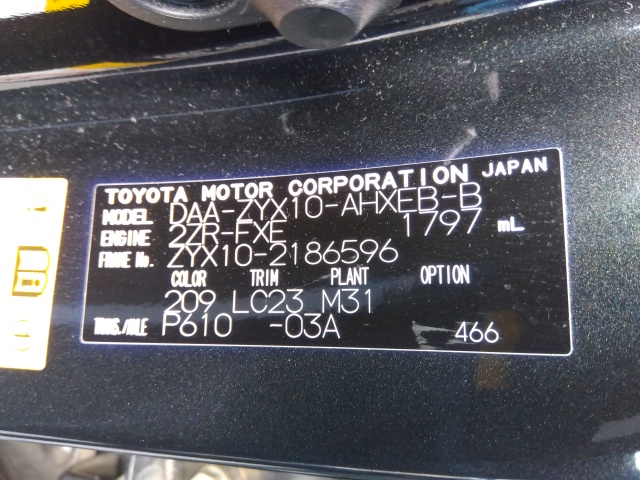 TOYOTA MOTOR CORPORATION JAPAN
MODEL DAA-ZYX10-AHXEB-B
ENGINE 2ZR-FXE 1797 mL
FRAME No. ZYX10-2186596
COLOR TRIM PLANT OPTION
209 LC23 M31
TRANS./AXLE P610 -03A 466